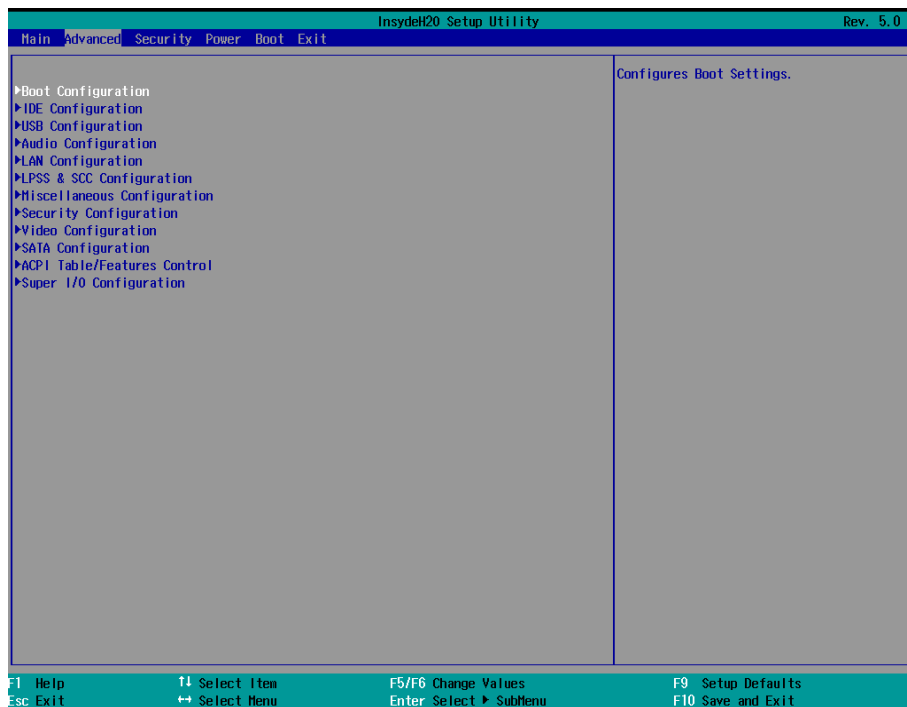 InsydeH20 Setup Utility Rev. 5.0
Main Advanced Security Power Boot Exit
Configures Boot Settings.
▶Boot Configuration
▶IDE Configuration
▶USB Configuration
▶Audio Configuration
▶LAN Configuration
▶LPSS & SCC Configuration
▶Miscellaneous Configuration
▶Security Configuration
▶Video Configuration
▶SATA Configuration
▶ACPI Table/Features Control
▶Super I/O Configuration
F1 Help ↑↓ Select Item F5/F6 Change Values F9 Setup Defaults
Esc Exit ↔ Select Menu Enter Select ▶ SubMenu F10 Save and Exit